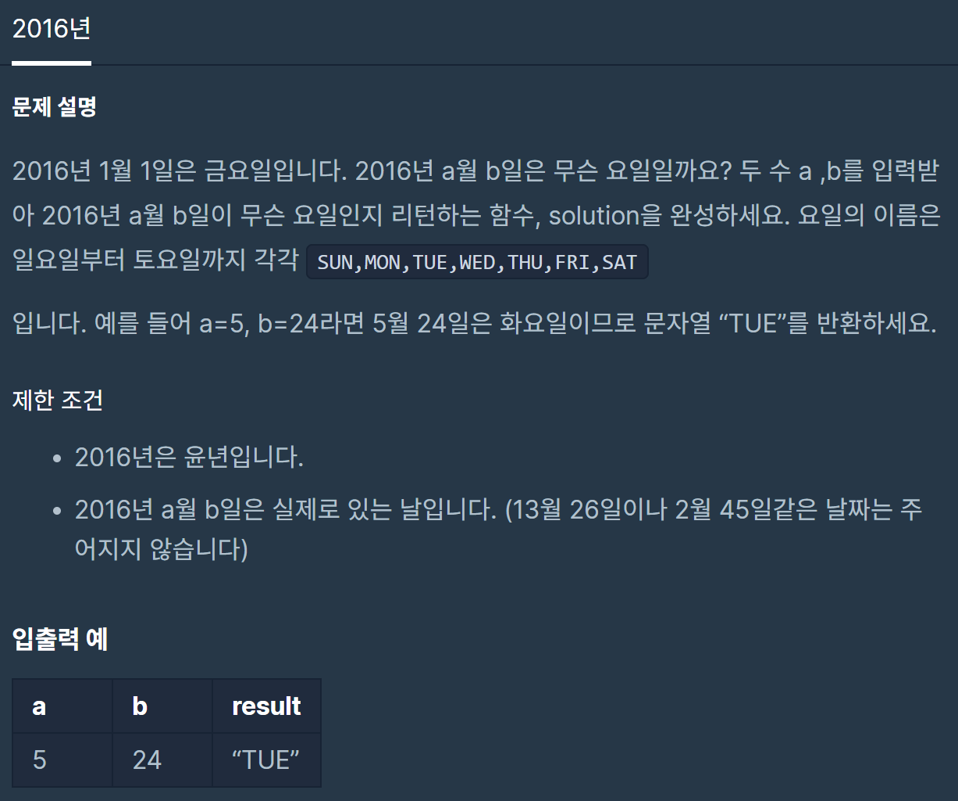 2016년
문제 설명
2016년 1월 1일은 금요일입니다. 2016년 a월 b일은 무슨 요일일까요? 두 수 a ,b를 입력받
아 2016년 a월 b일이 무슨 요일인지 리턴하는 함수, solution을 완성하세요. 요일의 이름은
일요일부터 토요일까지 각각 SUN,MON,TUE,WED,THU,FRI,SAT
입니다. 예를 들어 a=5, b=24라면 5월 24일은 화요일이므로 문자열 “TUE”를 반환하세요.
제한 조건
• 2016년은 윤년입니다.
• 2016년 a월 b일은 실제로 있는 날입니다. (13월 26일이나 2월 45일같은 날짜는 주
어지지 않습니다)
입출력 예
a b result
5 24 “TUE”